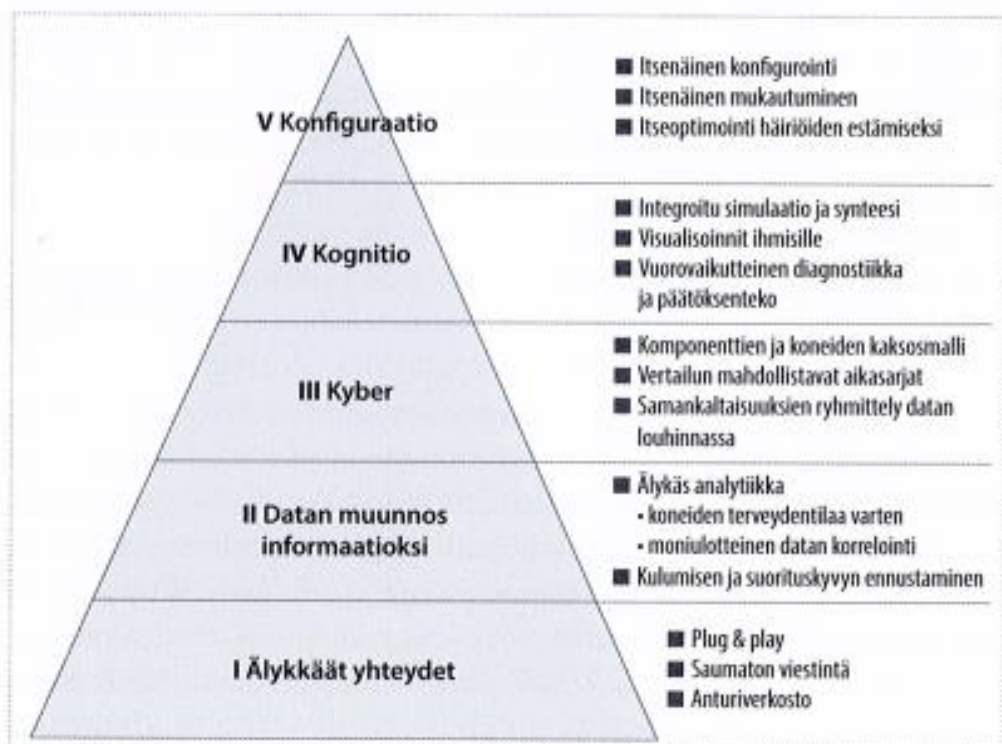 V Konfiguraatio
■ Itsenäinen konfigurointi
■ Itsenäinen mukautuminen
■ Itseoptimointi häiriöiden estämiseksi
IV Kognitio
■ Integroitu simulaatio ja synteesi
■ Visualisoinnit ihmisille
■ Vuorovaikutteinen diagnostiikka
ja päätöksenteko
III Kyber
■ Komponenttien ja koneiden kaksosmalli
■ Vertailun mahdollistavat aikasarjat
■ Samankaltaisuuksien ryhmittely datan
louhinnassa
II Datan muunnos
informaatioksi
■ Älykäs analytiikka
• koneiden terveydentilaa varten
• moniulotteinen datan korrelointi
■ Kulumisen ja suorituskyvyn ennustaminen
I Älykkäät yhteydet
■ Plug & play
■ Saumaton viestintä
■ Anturiverkosto